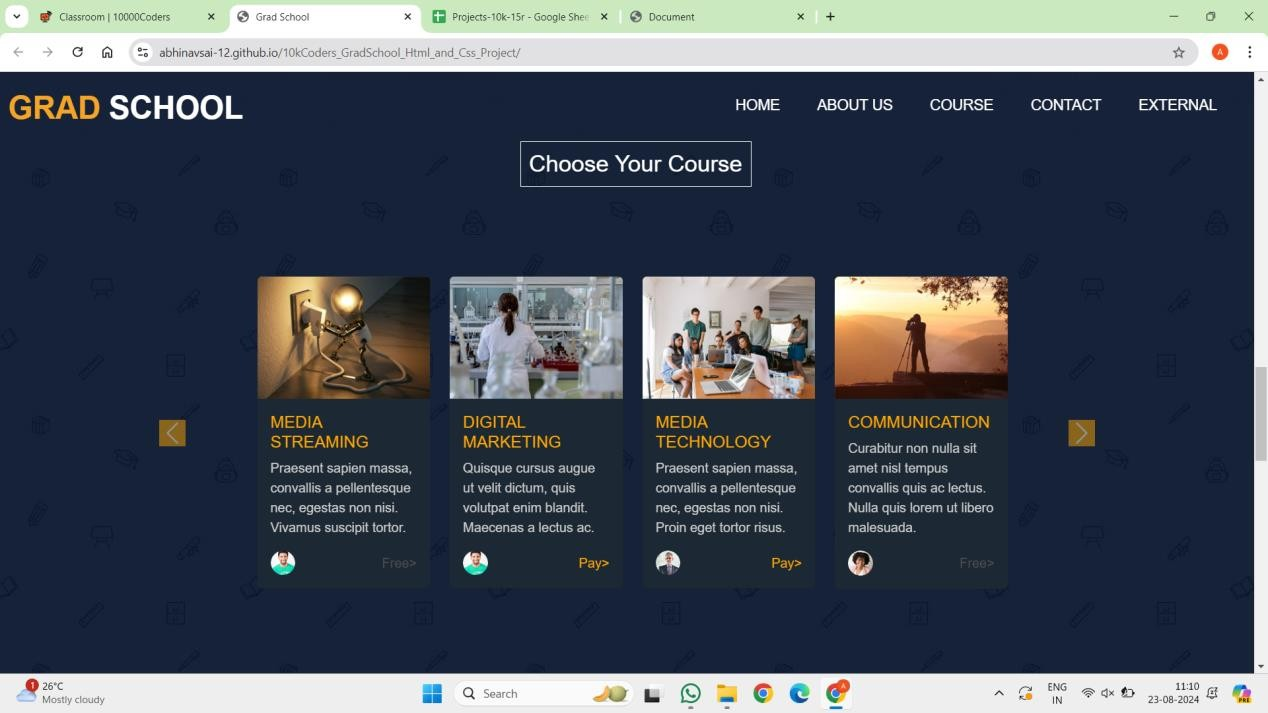 Classroom | 10000Coders
Grad School
Projects-10k-15r - Google Shee
Document
abhinavsai-12.github.io/10kCoders_GradSchool_Html_and_Css_Project/
A
GRAD SCHOOL
HOME ABOUT US COURSE CONTACT EXTERNAL
Choose Your Course
MEDIA
STREAMING
Praesent sapien massa,
convallis a pellentesque
nec, egestas non nisi.
Vivamus suscipit tortor.
Free>
DIGITAL
MARKETING
Quisque cursus augue
ut velit dictum, quis
volutpat enim blandit.
Maecenas a lectus ac.
Pay>
MEDIA
TECHNOLOGY
Praesent sapien massa,
convallis a pellentesque
nec, egestas non nisi.
Proin eget tortor risus.
Pay>
COMMUNICATION
Curabitur non nulla sit
amet nisl tempus
convallis quis ac lectus.
Nulla quis lorem ut libero
malesuada.
Free>
1
26°C
Mostly cloudy
Search
A
ENG
IN
11:10
23-08-2024
PRE